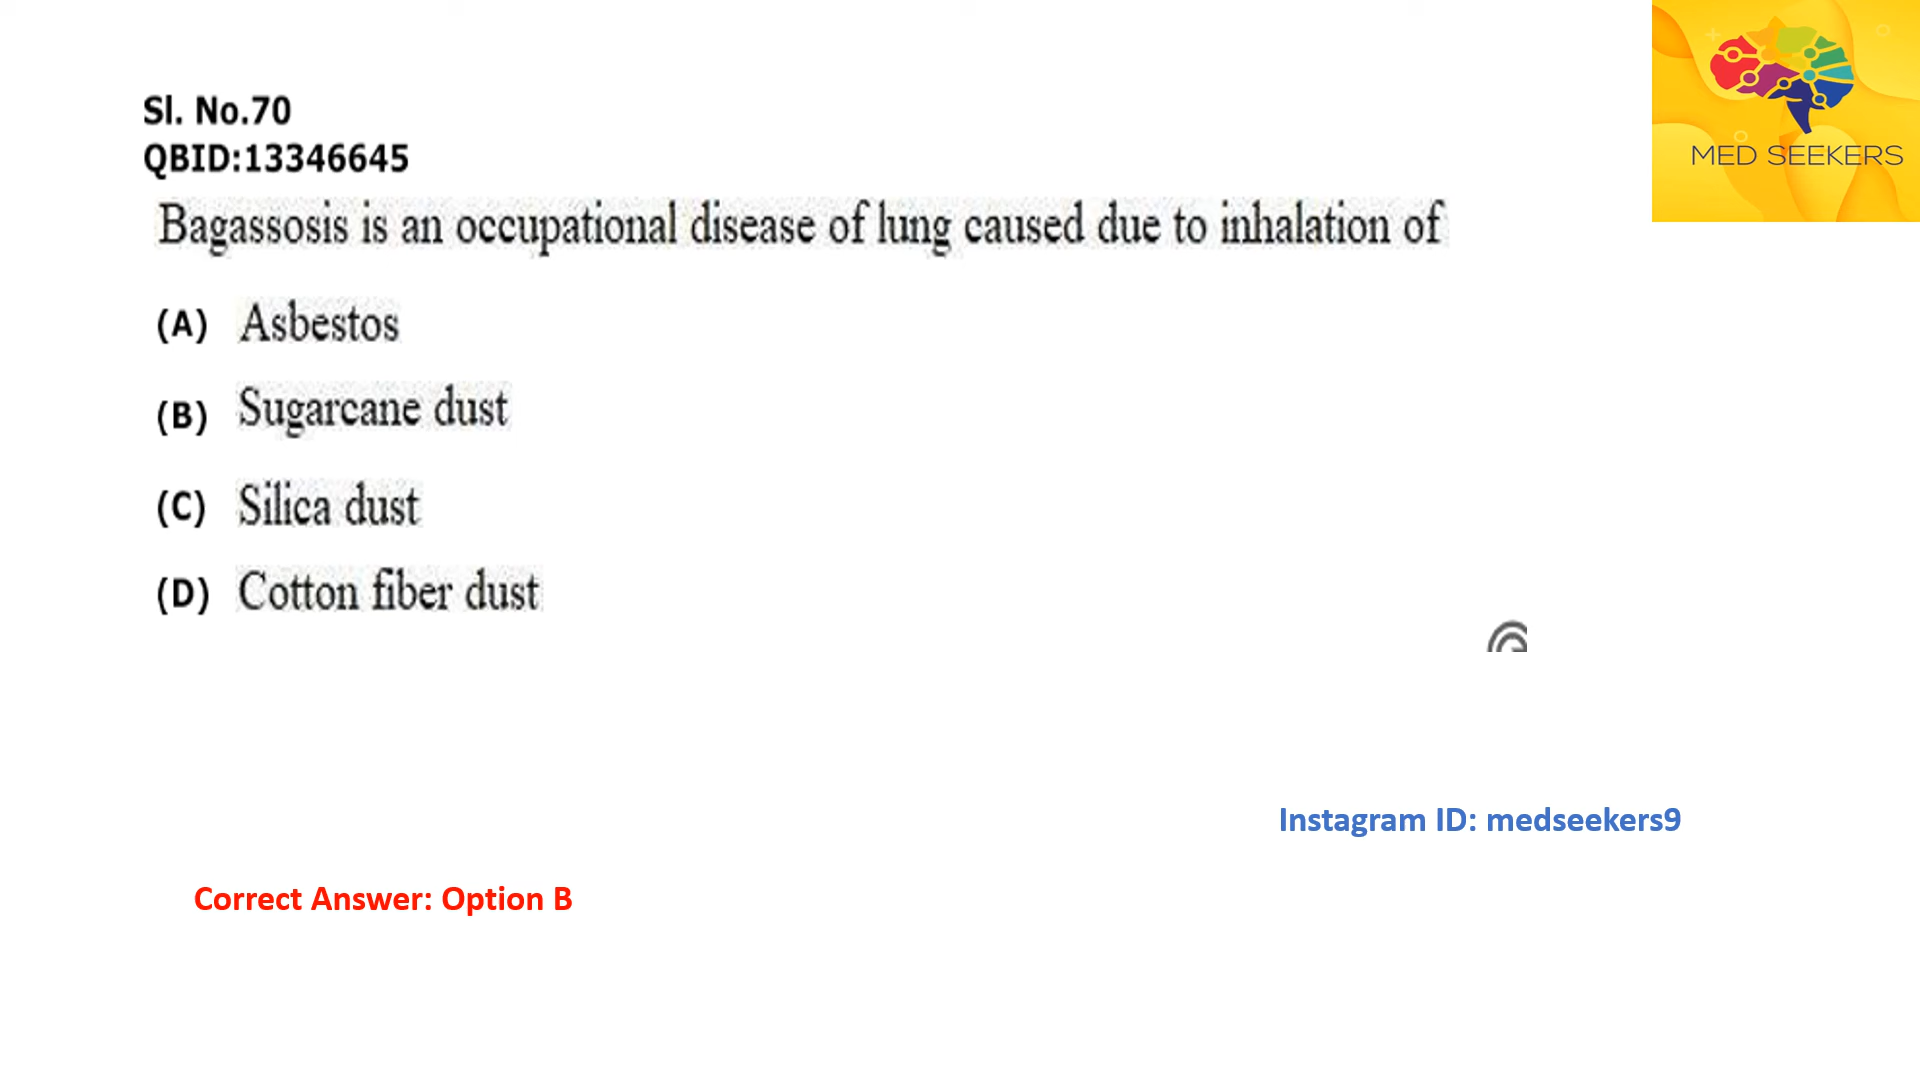 MED SEEKERS
Sl. No.70
QBID:13346645
Bagassosis is an occupational disease of lung caused due to inhalation of
(A) Asbestos
(B) Sugarcane dust
(C) Silica dust
(D) Cotton fiber dust
Instagram ID: medseekers9
Correct Answer: Option B